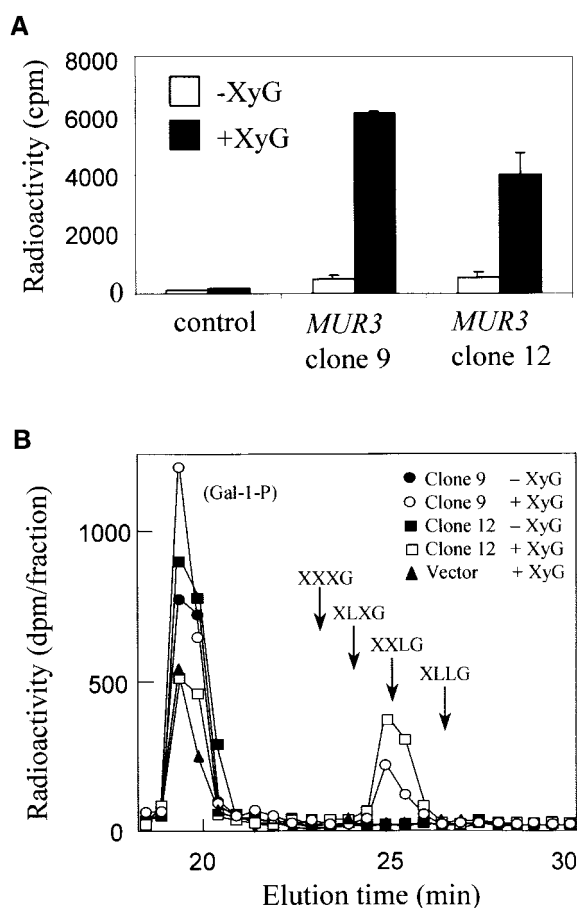 A
8000
6000
4000
2000
0
Radioactivity (cpm)
-XyG
+XyG
control
MUR3
clone 9
MUR3
clone 12
B
1000
500
0
Radioactivity (dpm/fraction)
(Gal-1-P)
Clone 9 – XyG
Clone 9 + XyG
Clone 12 – XyG
Clone 12 + XyG
Vector + XyG
XXXG
XLXG
XXLG
XLLG
20 25 30
Elution time (min)